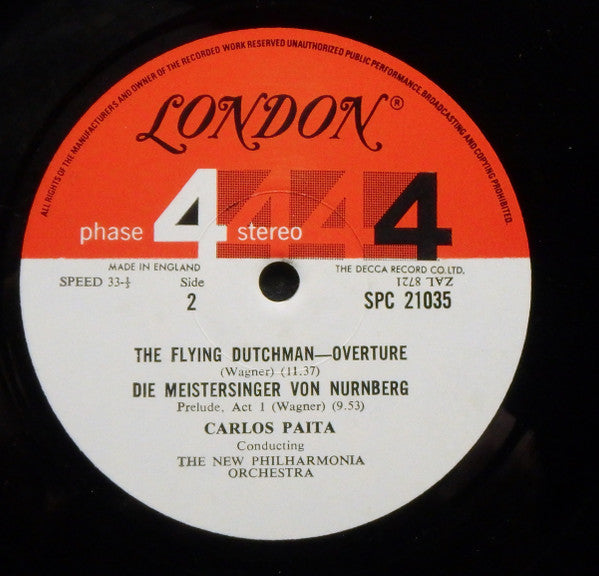 ALL RIGHTS OF THE MANUFACTURERS AND OWNER OF THE RECORDED WORK RESERVED UNAUTHORIZED PUBLIC PERFORMANCE, BROADCASTING AND COPYING PROHIBITED.
LONDON®
phase 4 stereo 4 4 4
MADE IN ENGLAND THE DECCA RECORD CO. LTD.
SPEED 33-⅓ Side ZAL 8721
2 SPC 21035
THE FLYING DUTCHMAN—OVERTURE
(Wagner) (11.37)
DIE MEISTERSINGER VON NURNBERG
Prelude, Act 1 (Wagner) (9.53)
CARLOS PAITA
Conducting
THE NEW PHILHARMONIA
ORCHESTRA